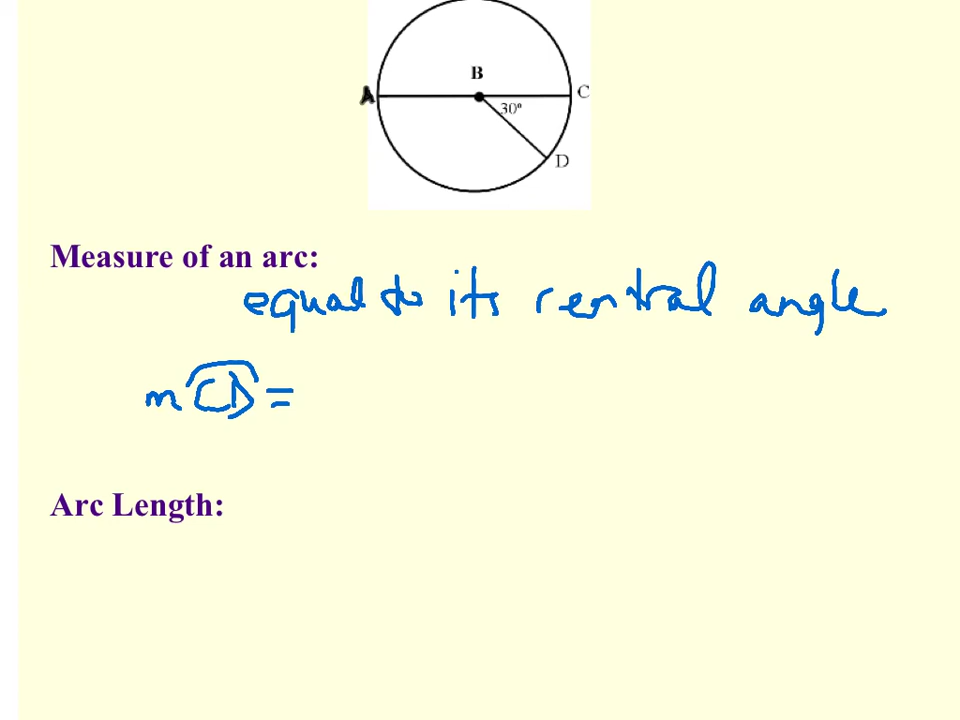 B
A
C
30°
D
Measure of an arc:
equal to its central angle
mCD =
Arc Length: